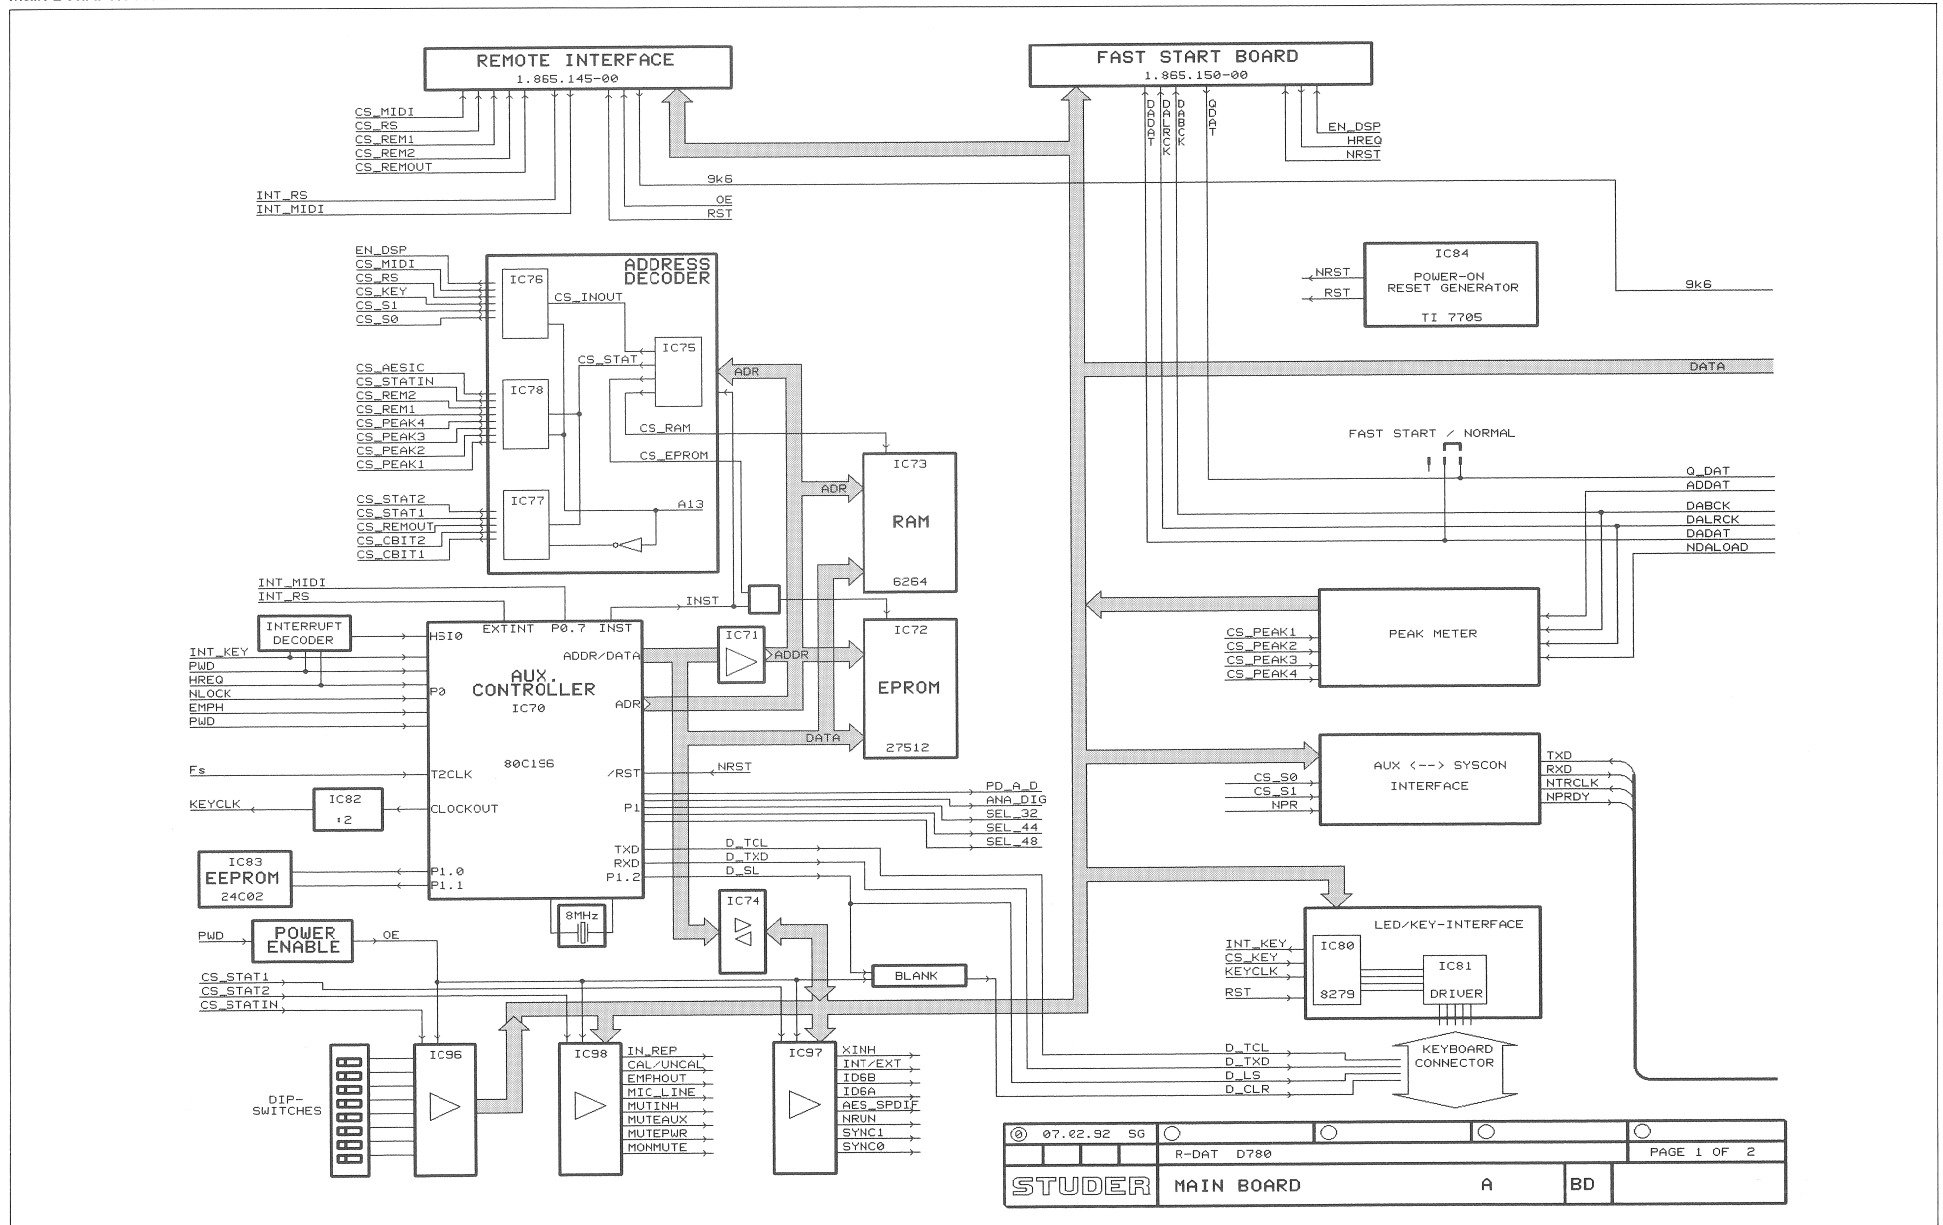 REMOTE INTERFACE
1.865.145-00
FAST START BOARD
1.865.150-00
CS_MIDI
CS_RS
CS_REM1
CS_REM2
CS_REMOUT
INT_RS
INT_MIDI
9k6
OE
RST
DADAT
DALRCK
DABCK
QDAT
EN_DSP
HREQ
NRST
EN_DSP
CS_MIDI
CS_RS
CS_KEY
CS_S1
CS_S0
ADDRESS
DECODER
IC76
CS_INOUT
IC75
CS_STAT
ADR
CS_AESIC
CS_STATIN
CS_REM2
CS_REM1
CS_PEAK4
CS_PEAK3
CS_PEAK2
CS_PEAK1
IC78
CS_RAM
CS_EPROM
CS_STAT2
CS_STAT1
CS_REMOUT
CS_CBIT2
CS_CBIT1
IC77
A13
IC84
POWER-ON
RESET GENERATOR
TI 7705
NRST
RST
9k6
DATA
FAST START / NORMAL
Q_DAT
ADDAT
DABCK
DALRCK
DADAT
NDALOAD
IC73
ADR
RAM
6264
INT_MIDI
INT_RS
INTERRUPT
DECODER
INT_KEY
PWD
HREQ
NLOCK
EMPH
PWD
HSI0
P0
EXTINT
P0.7
INST
INST
ADDR/DATA
AUX.
CONTROLLER
IC70
ADR
80C196
/RST
NRST
IC71
ADDR
IC72
EPROM
27512
DATA
Fs
T2CLK
KEYCLK
IC82
:2
CLOCKOUT
P1
PD_A_D
ANA_DIG
SEL_32
SEL_44
SEL_48
TXD
RXD
P1.2
D_TCL
D_TXD
D_SL
IC83
EEPROM
24C02
P1.0
P1.1
8MHz
IC74
PWD
POWER
ENABLE
OE
CS_STAT1
CS_STAT2
CS_STATIN
BLANK
PEAK METER
CS_PEAK1
CS_PEAK2
CS_PEAK3
CS_PEAK4
AUX <--> SYSCON
INTERFACE
CS_S0
CS_S1
NPR
TXD
RXD
NTRCLK
NPRDY
LED/KEY-INTERFACE
INT_KEY
CS_KEY
KEYCLK
RST
IC80
8279
IC81
DRIVER
KEYBOARD
CONNECTOR
D_TCL
D_TXD
D_LS
D_CLR
DIP-
SWITCHES
IC96
IC98
IN_REP
CAL/UNCAL
EMPHOUT
MIC_LINE
MUTINH
MUTEAUX
MUTEPWR
MONMUTE
IC97
XINH
INT/EXT
ID6B
ID6A
AES_SPDIF
NRUN
SYNC1
SYNC0
0 07.02.92 SG
R-DAT D780
PAGE 1 OF 2
STUDER
MAIN BOARD
A
BD